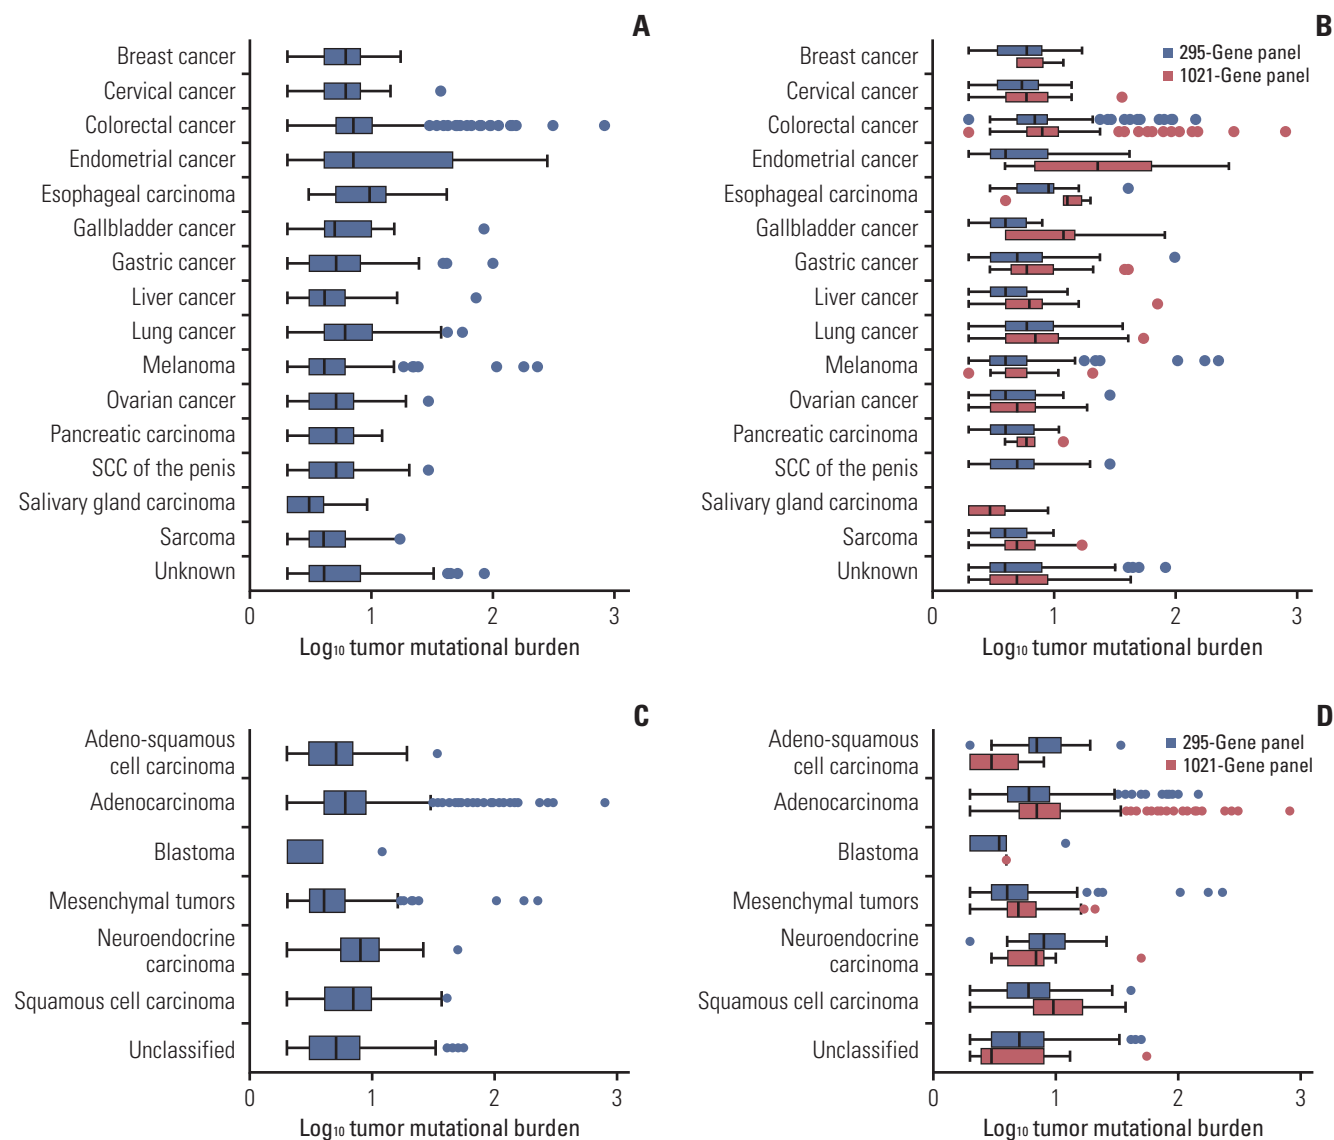 A
Breast cancer
Cervical cancer
Colorectal cancer
Endometrial cancer
Esophageal carcinoma
Gallbladder cancer
Gastric cancer
Liver cancer
Lung cancer
Melanoma
Ovarian cancer
Pancreatic carcinoma
SCC of the penis
Salivary gland carcinoma
Sarcoma
Unknown
0 1 2 3
Log₁₀ tumor mutational burden
B
295-Gene panel
1021-Gene panel
Breast cancer
Cervical cancer
Colorectal cancer
Endometrial cancer
Esophageal carcinoma
Gallbladder cancer
Gastric cancer
Liver cancer
Lung cancer
Melanoma
Ovarian cancer
Pancreatic carcinoma
SCC of the penis
Salivary gland carcinoma
Sarcoma
Unknown
0 1 2 3
Log₁₀ tumor mutational burden
C
Adeno-squamous
cell carcinoma
Adenocarcinoma
Blastoma
Mesenchymal tumors
Neuroendocrine
carcinoma
Squamous cell carcinoma
Unclassified
0 1 2 3
Log₁₀ tumor mutational burden
D
295-Gene panel
1021-Gene panel
Adeno-squamous
cell carcinoma
Adenocarcinoma
Blastoma
Mesenchymal tumors
Neuroendocrine
carcinoma
Squamous cell carcinoma
Unclassified
0 1 2 3
Log₁₀ tumor mutational burden